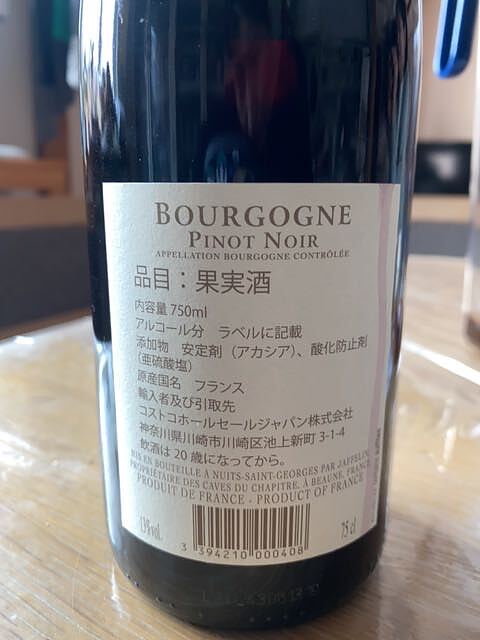 BOURGOGNE
PINOT NOIR
APPELLATION BOURGOGNE CONTRÔLÉE
品目：果実酒
内容量 750ml
アルコール分　ラベルに記載
添加物　安定剤（アカシア）、酸化防止剤
（亜硫酸塩）
原産国名　フランス
輸入者及び引取先
コストコホールセールジャパン株式会社
神奈川県川崎市川崎区池上新町 3-1-4
飲酒は 20 歳になってから。
MIS EN BOUTEILLE À NUITS-SAINT-GEORGES PAR JAFFELIN,
PROPRIÉTAIRE DES CAVES DU CHAPITRE, À BEAUNE, FRANCE
PRODUIT DE FRANCE - PRODUCT OF FRANCE
13%vol.
75 cl
3 394210 000408